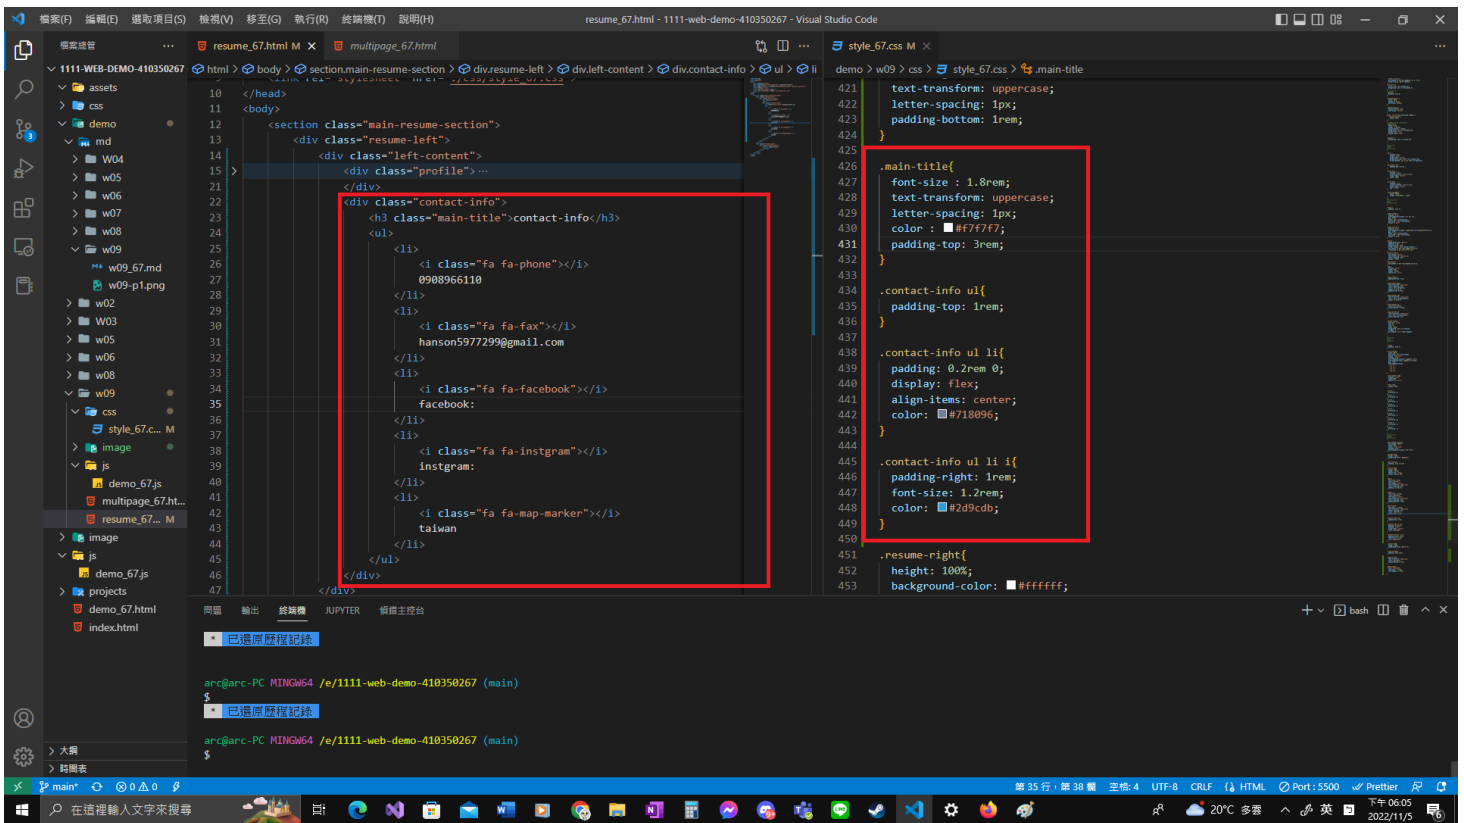 檔案(F) 編輯(E) 選取項目(S) 檢視(V) 移至(G) 執行(R) 終端機(T) 說明(H)
resume_67.html - 1111-web-demo-410350267 - Visual Studio Code
檔案總管 ···
1111-WEB-DEMO-410350267
assets
css
demo
md
W04
w05
w06
w07
w08
w09
w09_67.md
w09-p1.png
w02
W03
w05
w06
w08
w09
css
style_67.c... M
image
js
demo_67.js
multipage_67.ht...
resume_67... M
image
js
demo_67.js
projects
demo_67.html
index.html
大綱
時間表
resume_67.html M
multipage_67.html
html > body > section.main-resume-section > div.resume-left > div.left-content > div.contact-info > ul > li
10 </head>
11 <body>
12 <section class="main-resume-section">
13 <div class="resume-left">
14 <div class="left-content">
15 <div class="profile">···
21 </div>
22 <div class="contact-info">
23 <h3 class="main-title">contact-info</h3>
24 <ul>
25 <li>
26 <i class="fa fa-phone"></i>
27 0908966110
28 </li>
29 <li>
30 <i class="fa fa-fax"></i>
31 hanson5977299@gmail.com
32 </li>
33 <li>
34 <i class="fa fa-facebook"></i>
35 facebook:
36 </li>
37 <li>
38 <i class="fa fa-instgram"></i>
39 instgram:
40 </li>
41 <li>
42 <i class="fa fa-map-marker"></i>
43 taiwan
44 </li>
45 </ul>
46 </div>
47 </div>
style_67.css M
demo > w09 > css > style_67.css > .main-title
421 text-transform: uppercase;
422 letter-spacing: 1px;
423 padding-bottom: 1rem;
424 }
425
426 .main-title{
427 font-size : 1.8rem;
428 text-transform: uppercase;
429 letter-spacing: 1px;
430 color : #f7f7f7;
431 padding-top: 3rem;
432 }
433
434 .contact-info ul{
435 padding-top: 1rem;
436 }
437
438 .contact-info ul li{
439 padding: 0.2rem 0;
440 display: flex;
441 align-items: center;
442 color: #718096;
443 }
444
445 .contact-info ul li i{
446 padding-right: 1rem;
447 font-size: 1.2rem;
448 color: #2d9cdb;
449 }
450
451 .resume-right{
452 height: 100%;
453 background-color: #ffffff;
問題 輸出 終端機 JUPYTER 偵錯主控台
bash
* 已還原歷程記錄
arc@arc-PC MINGW64 /e/1111-web-demo-410350267 (main)
$
* 已還原歷程記錄
arc@arc-PC MINGW64 /e/1111-web-demo-410350267 (main)
$
main* 0 0
第 35 行,第 38 欄 空格: 4 UTF-8 CRLF HTML Port : 5500 Prettier
在這裡輸入文字來搜尋
20°C 多雲 英
下午 06:05
2022/11/5